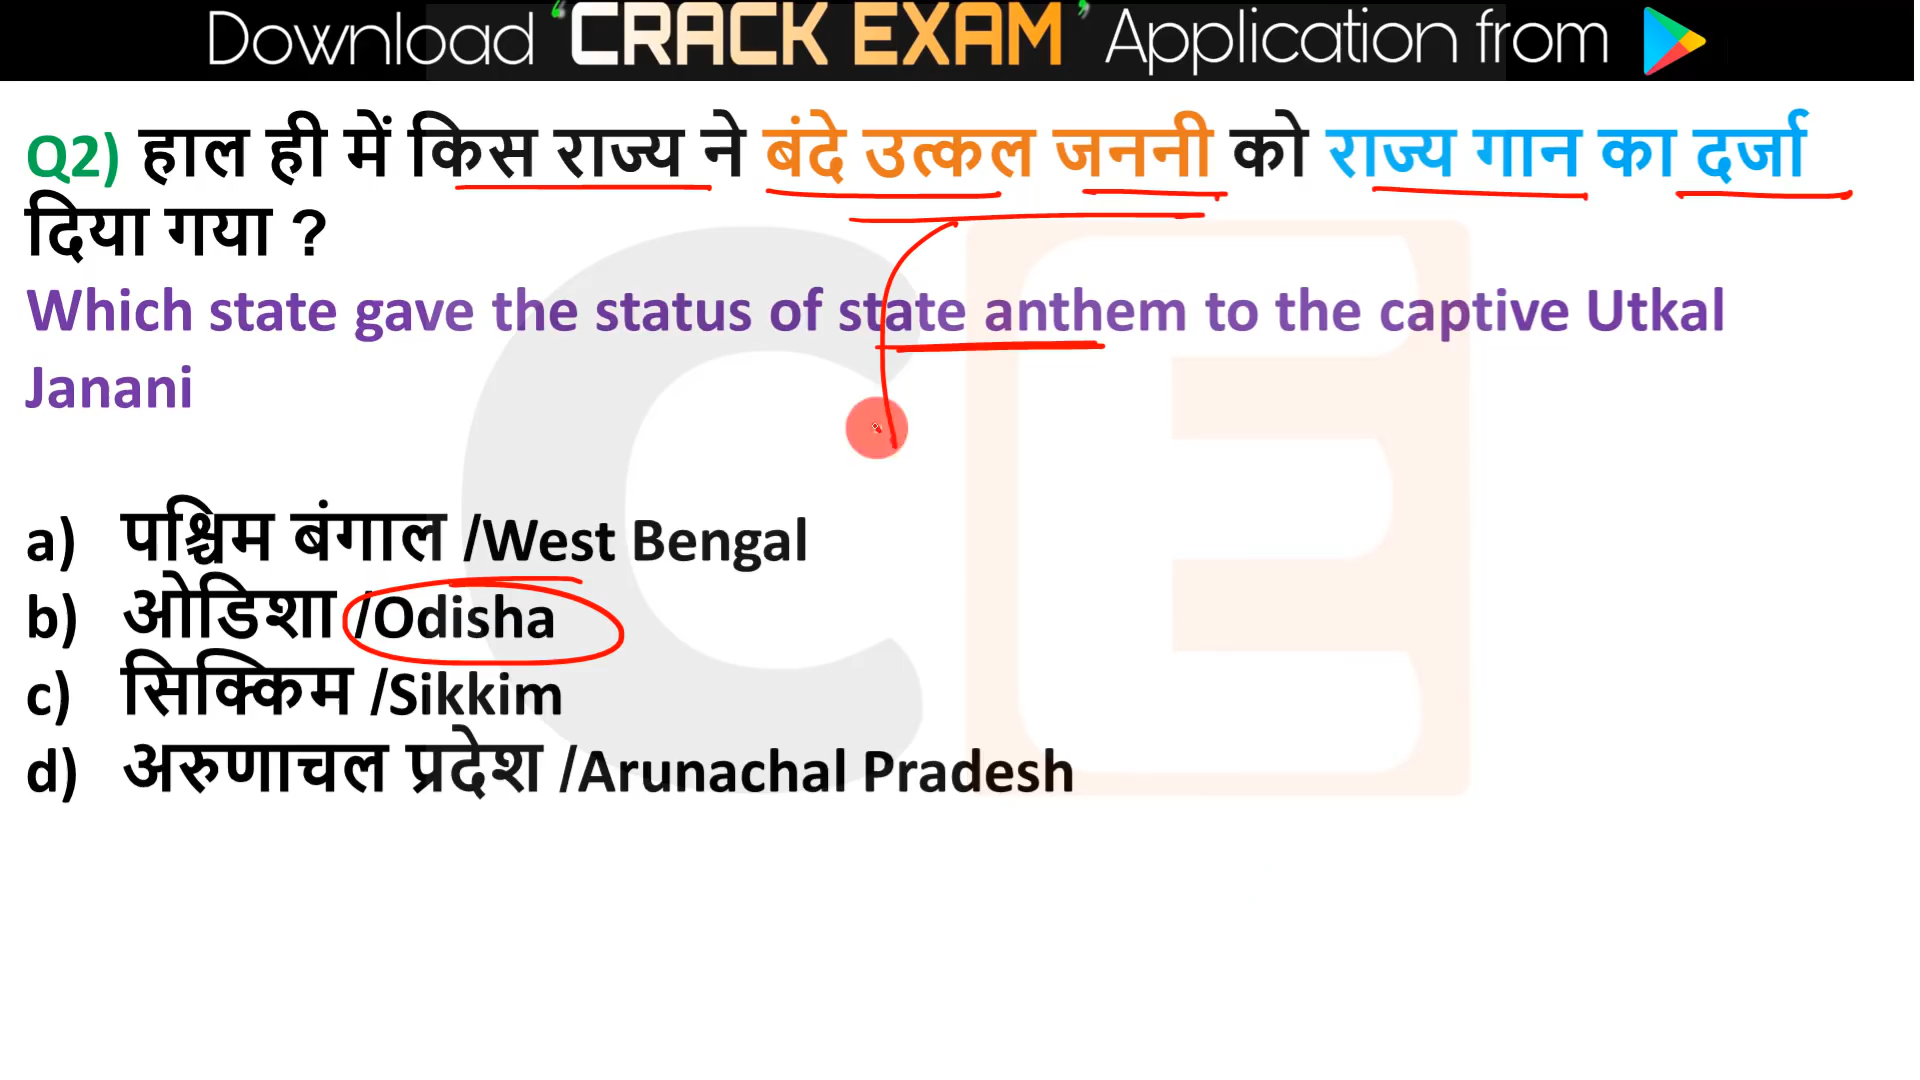 Download ‘CRACK EXAM’ Application from
Q2) हाल ही में किस राज्य ने बंदे उत्कल जननी को राज्य गान का दर्जा
दिया गया ?
Which state gave the status of state anthem to the captive Utkal
Janani
a) पश्चिम बंगाल /West Bengal
b) ओडिशा /Odisha
c) सिक्किम /Sikkim
d) अरुणाचल प्रदेश /Arunachal Pradesh
CE